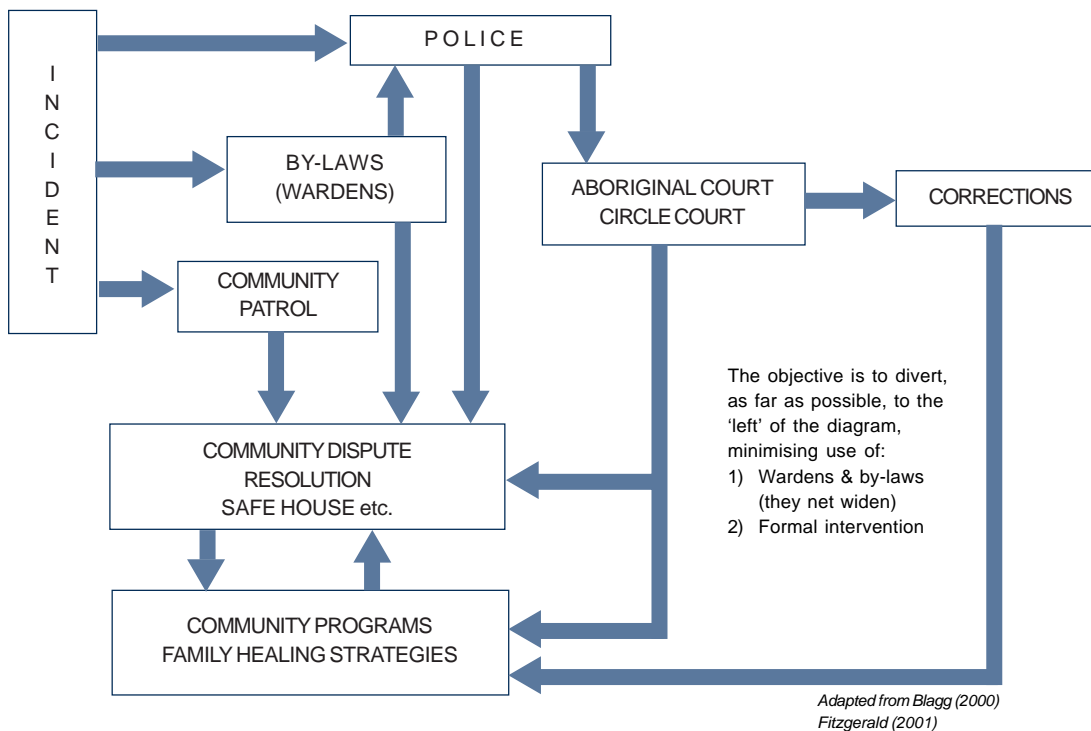 INCIDENT
POLICE
BY-LAWS
(WARDENS)
ABORIGINAL COURT
CIRCLE COURT
CORRECTIONS
COMMUNITY
PATROL
The objective is to divert,
as far as possible, to the
‘left’ of the diagram,
minimising use of:
1) Wardens & by-laws
(they net widen)
2) Formal intervention
COMMUNITY DISPUTE
RESOLUTION
SAFE HOUSE etc.
COMMUNITY PROGRAMS
FAMILY HEALING STRATEGIES
Adapted from Blagg (2000)
Fitzgerald (2001)